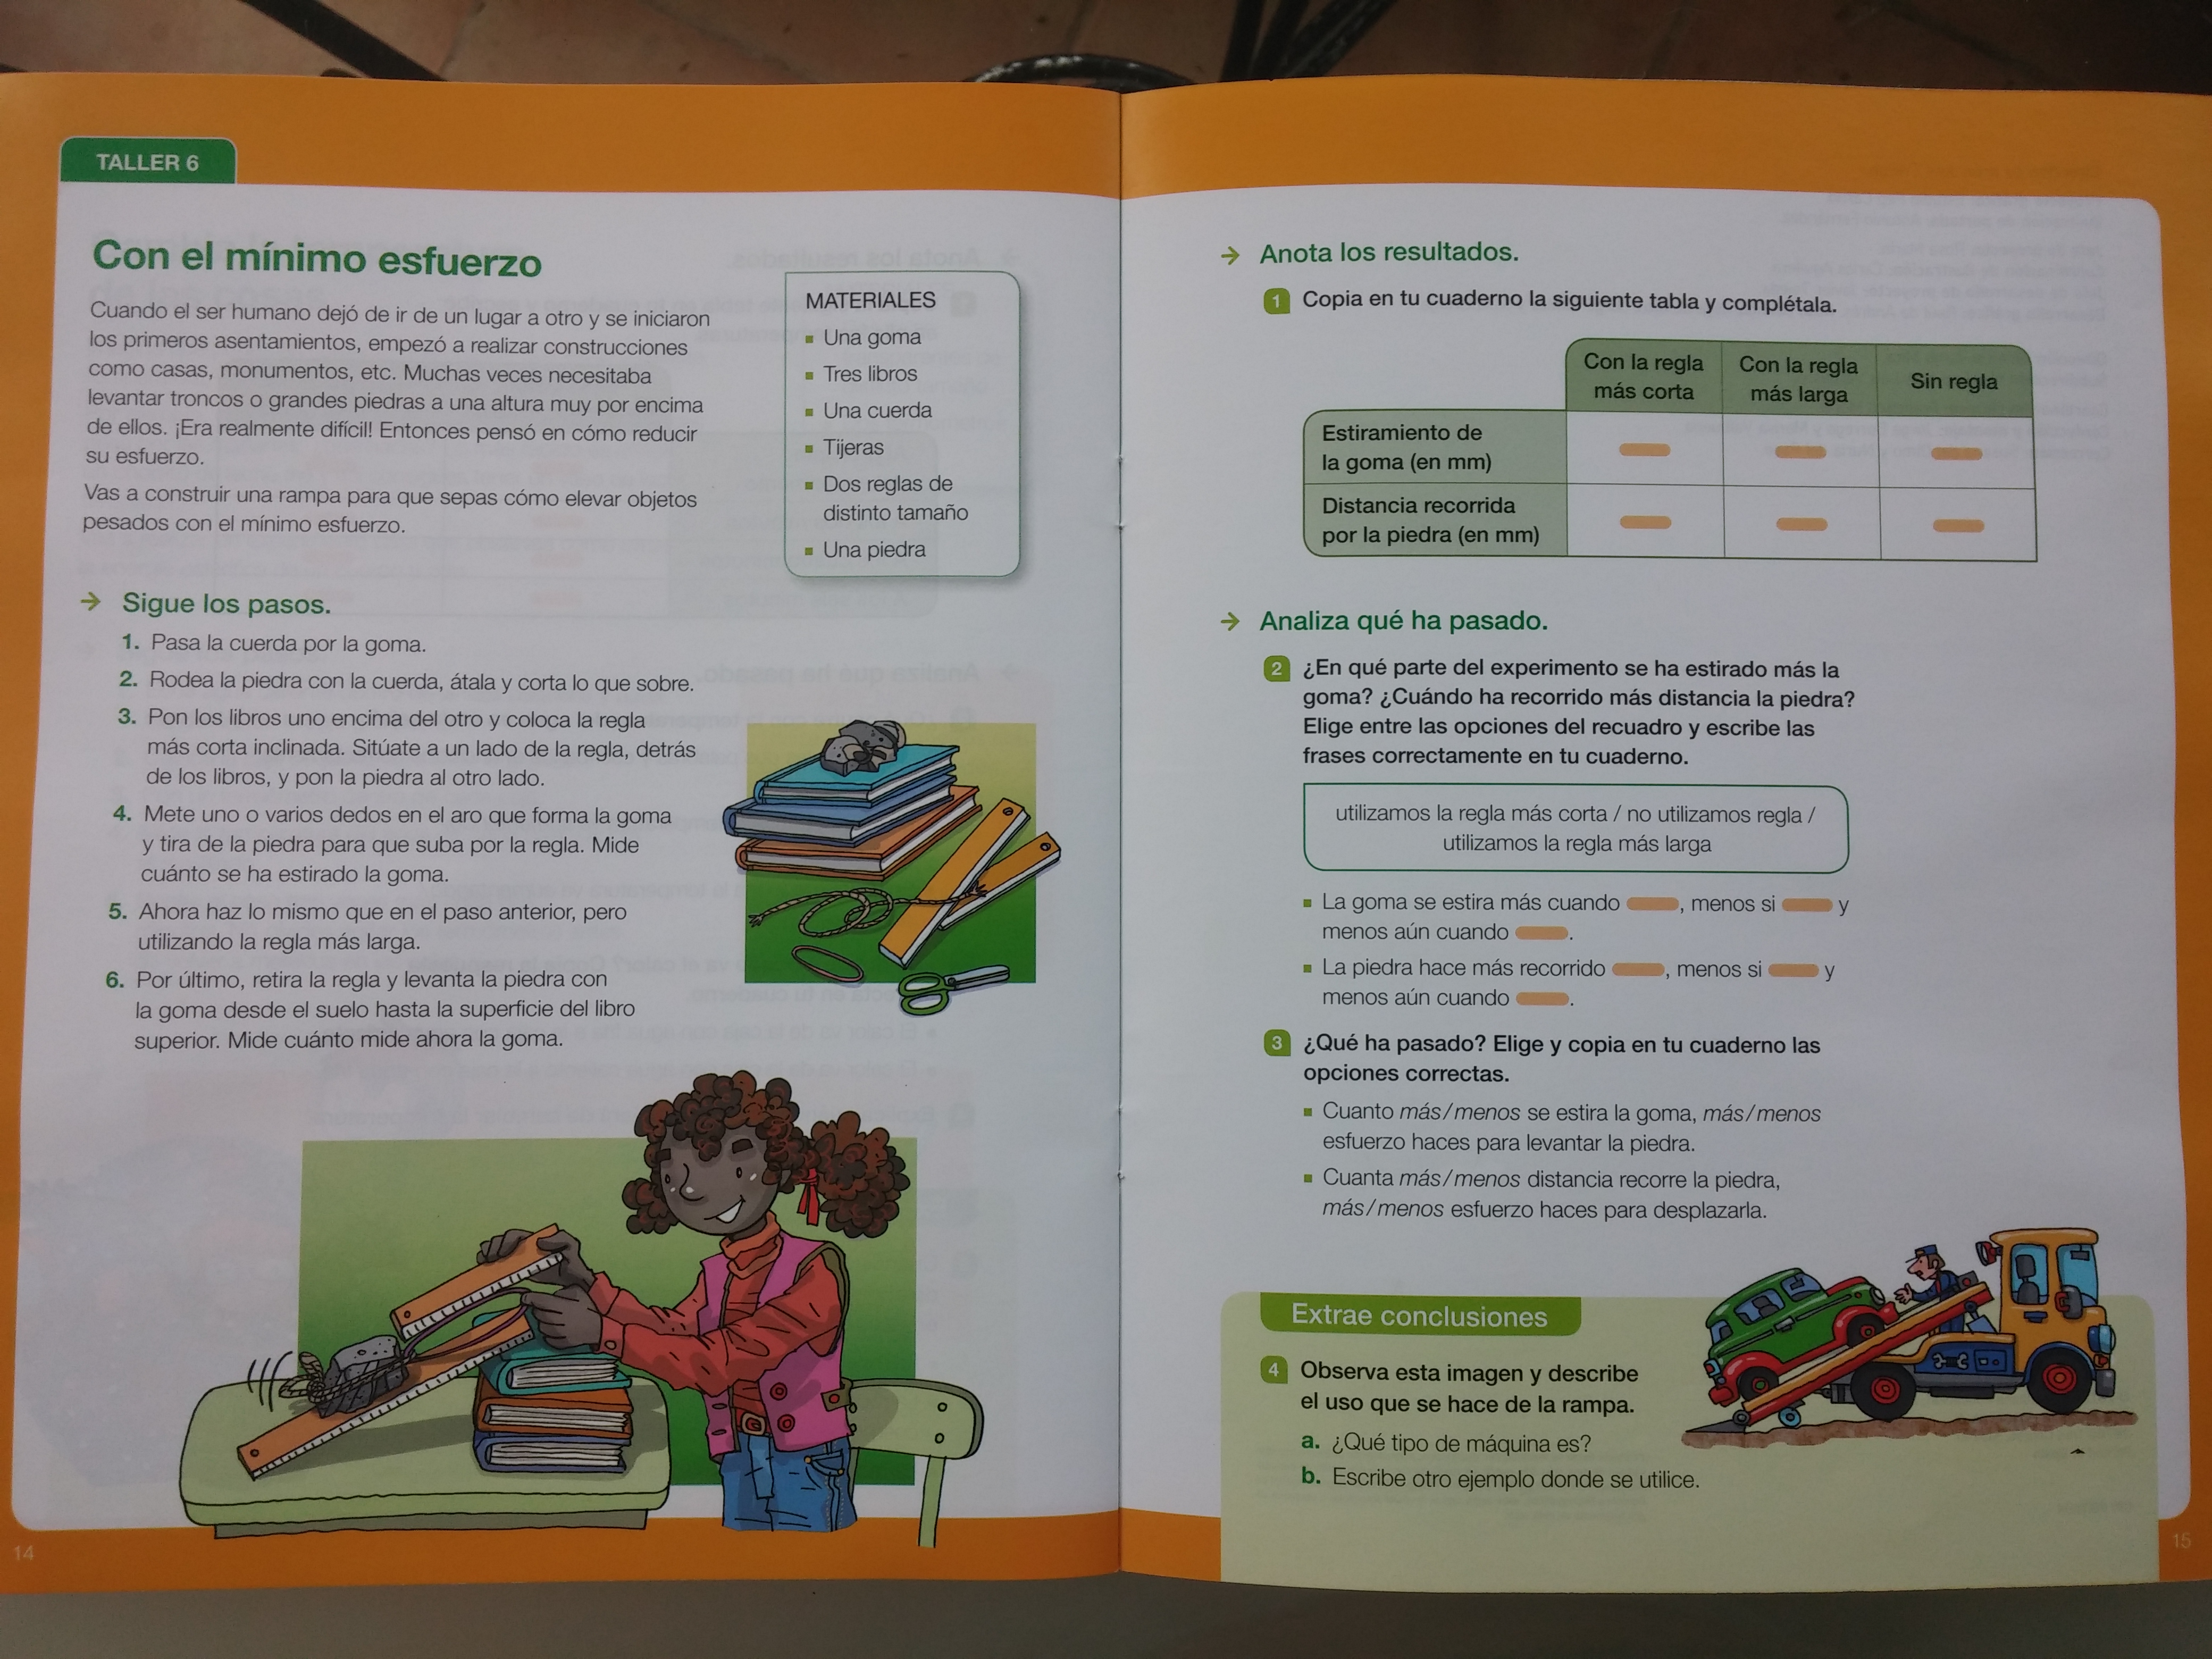 TALLER 6
Con el mínimo esfuerzo
Cuando el ser humano dejó de ir de un lugar a otro y se iniciaron
los primeros asentamientos, empezó a realizar construcciones
como casas, monumentos, etc. Muchas veces necesitaba
levantar troncos o grandes piedras a una altura muy por encima
de ellos. ¡Era realmente difícil! Entonces pensó en cómo reducir
su esfuerzo.
Vas a construir una rampa para que sepas cómo elevar objetos
pesados con el mínimo esfuerzo.
MATERIALES
▪ Una goma
▪ Tres libros
▪ Una cuerda
▪ Tijeras
▪ Dos reglas de
distinto tamaño
▪ Una piedra
→ Sigue los pasos.
1. Pasa la cuerda por la goma.
2. Rodea la piedra con la cuerda, átala y corta lo que sobre.
3. Pon los libros uno encima del otro y coloca la regla
más corta inclinada. Sitúate a un lado de la regla, detrás
de los libros, y pon la piedra al otro lado.
4. Mete uno o varios dedos en el aro que forma la goma
y tira de la piedra para que suba por la regla. Mide
cuánto se ha estirado la goma.
5. Ahora haz lo mismo que en el paso anterior, pero
utilizando la regla más larga.
6. Por último, retira la regla y levanta la piedra con
la goma desde el suelo hasta la superficie del libro
superior. Mide cuánto mide ahora la goma.
14
→ Anota los resultados.
1 Copia en tu cuaderno la siguiente tabla y complétala.
Con la regla
más corta
Con la regla
más larga
Sin regla
Estiramiento de
la goma (en mm)
Distancia recorrida
por la piedra (en mm)
→ Analiza qué ha pasado.
2 ¿En qué parte del experimento se ha estirado más la
goma? ¿Cuándo ha recorrido más distancia la piedra?
Elige entre las opciones del recuadro y escribe las
frases correctamente en tu cuaderno.
utilizamos la regla más corta / no utilizamos regla /
utilizamos la regla más larga
▪ La goma se estira más cuando , menos si y
menos aún cuando .
▪ La piedra hace más recorrido , menos si y
menos aún cuando .
3 ¿Qué ha pasado? Elige y copia en tu cuaderno las
opciones correctas.
▪ Cuanto más/menos se estira la goma, más/menos
esfuerzo haces para levantar la piedra.
▪ Cuanta más/menos distancia recorre la piedra,
más/menos esfuerzo haces para desplazarla.
Extrae conclusiones
4 Observa esta imagen y describe
el uso que se hace de la rampa.
a. ¿Qué tipo de máquina es?
b. Escribe otro ejemplo donde se utilice.
15